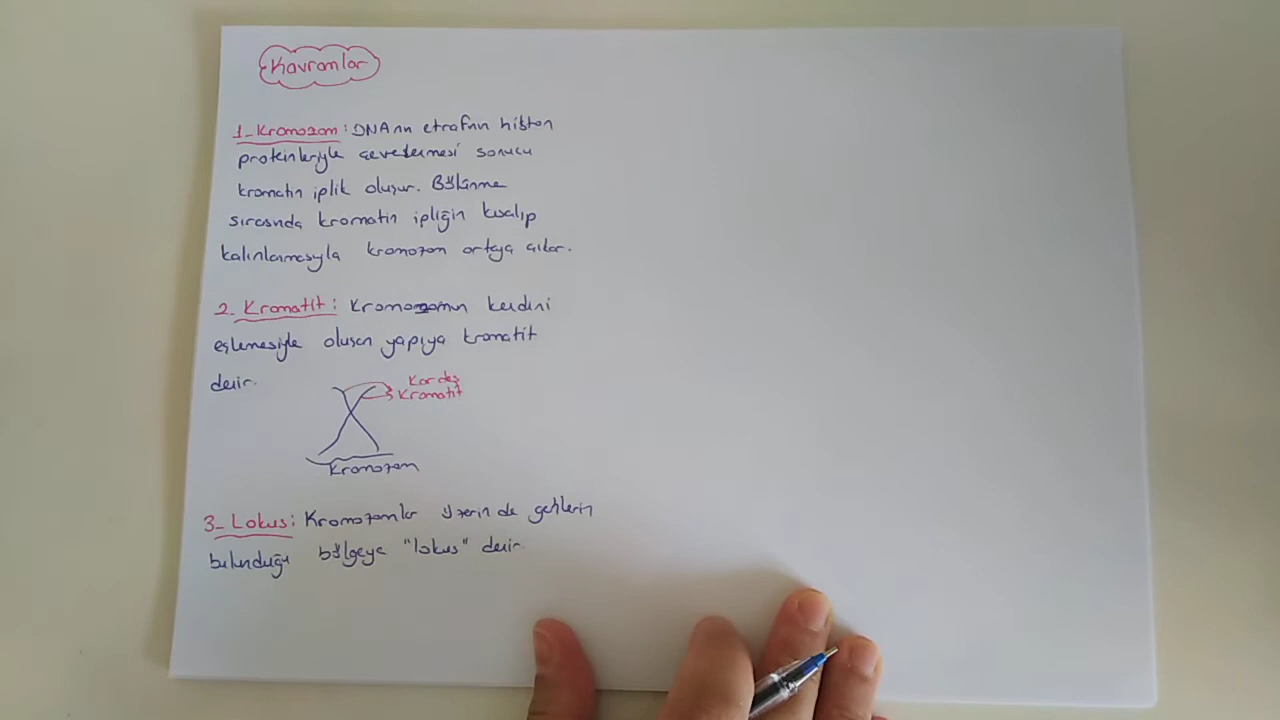 Kavramlar
1- Kromozom: DNAnın etrafının histon
proteinleriyle çevrelenmesi sonucu
kromatin iplik oluşur. Bölünme
sırasında kromatin ipliğin kısalıp
kalınlaşmasıyla kromozom ortaya çıkar.
2- Kromatit: Kromozomun kendini
eşlemesiyle oluşan yapıya kromatit
denir.
Kardeş
Kromatit
Kromozom
3- Lokus: Kromozomlar üzerinde genlerin
bulunduğu bölgeye "lokus" denir.